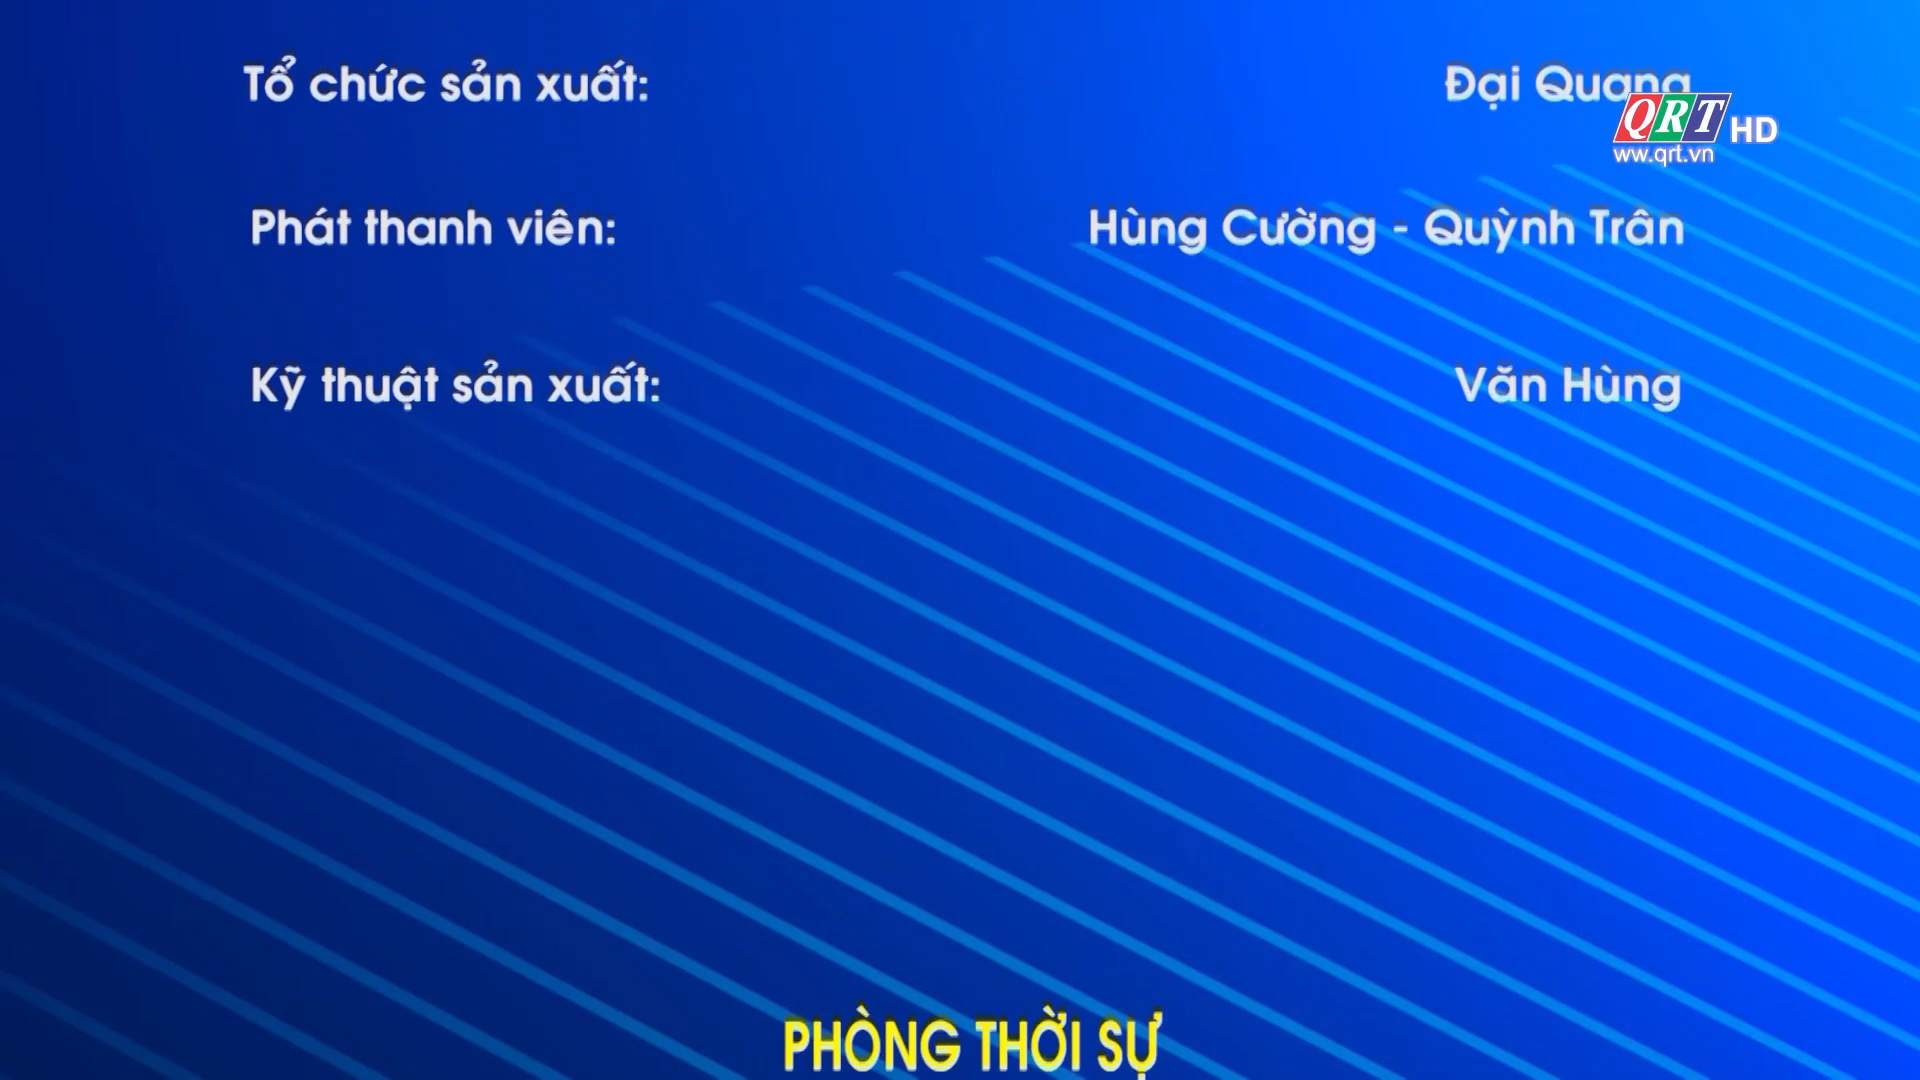 Tổ chức sản xuất: Đại Quang
QRT HD
ww.qrt.vn
Phát thanh viên: Hùng Cường - Quỳnh Trân
Kỹ thuật sản xuất: Văn Hùng
PHÒNG THỜI SỰ